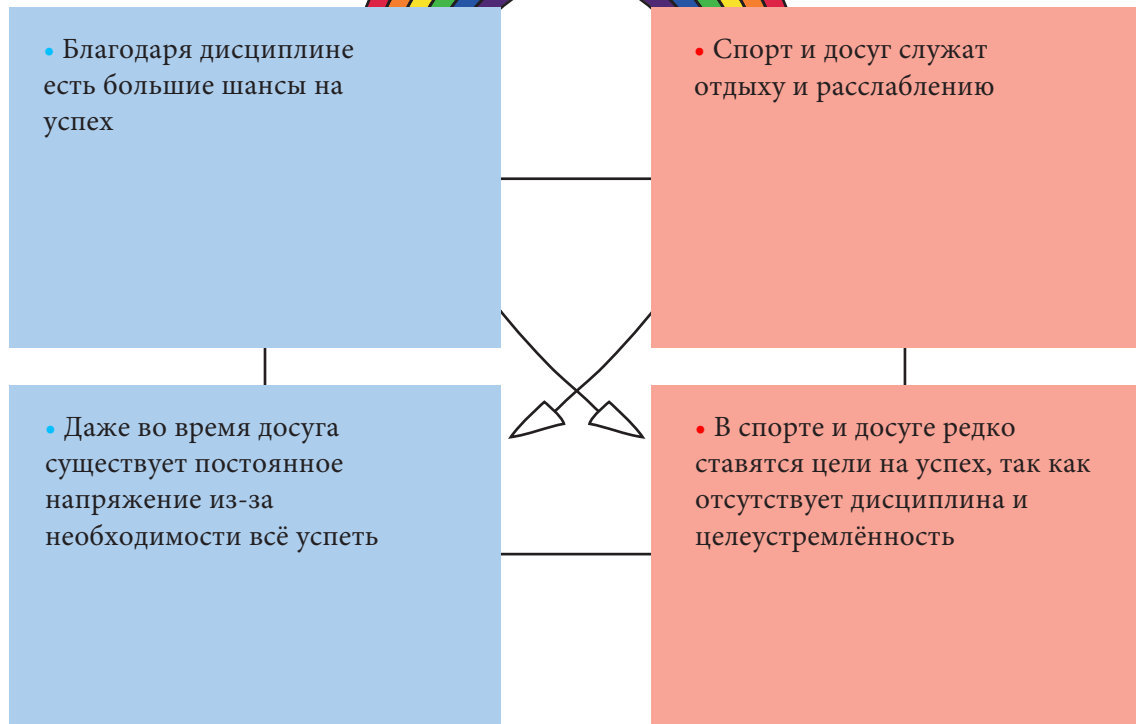 • Благодаря дисциплине
есть большие шансы на
успех
• Спорт и досуг служат
отдыху и расслаблению
• Даже во время досуга
существует постоянное
напряжение из-за
необходимости всё успеть
• В спорте и досуге редко
ставятся цели на успех, так как
отсутствует дисциплина и
целеустремлённость